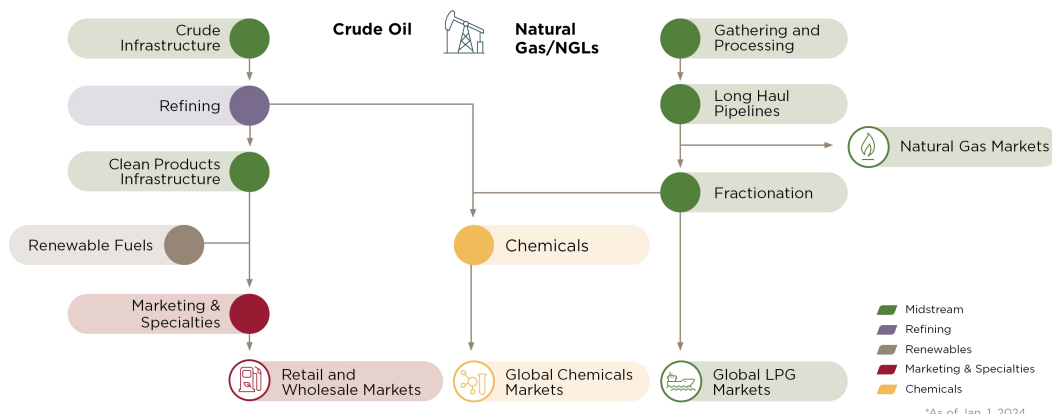 Crude
Infrastructure
Crude Oil
Natural
Gas/NGLs
Gathering and
Processing
Refining
Long Haul
Pipelines
Natural Gas Markets
Clean Products
Infrastructure
Fractionation
Renewable Fuels
Chemicals
Marketing &
Specialties
Midstream
Refining
Renewables
Marketing & Specialties
Chemicals
Retail and
Wholesale Markets
Global Chemicals
Markets
Global LPG
Markets
*As of Jan. 1, 2024